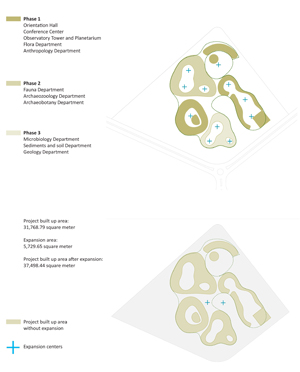 Phase 1
Orientation Hall
Conference Center
Observatory Tower and Planetarium
Flora Department
Anthropology Department
Phase 2
Fauna Department
Archaeozoology Department
Archaeobotany Department
Phase 3
Microbiology Department
Sediments and soil Department
Geology Department
Project built up area:
31,768.79 square meter
Expansion area:
5,729.65 square meter
Project built up area after expansion:
37,498.44 square meter
Project built up area
without expansion
Expansion centers